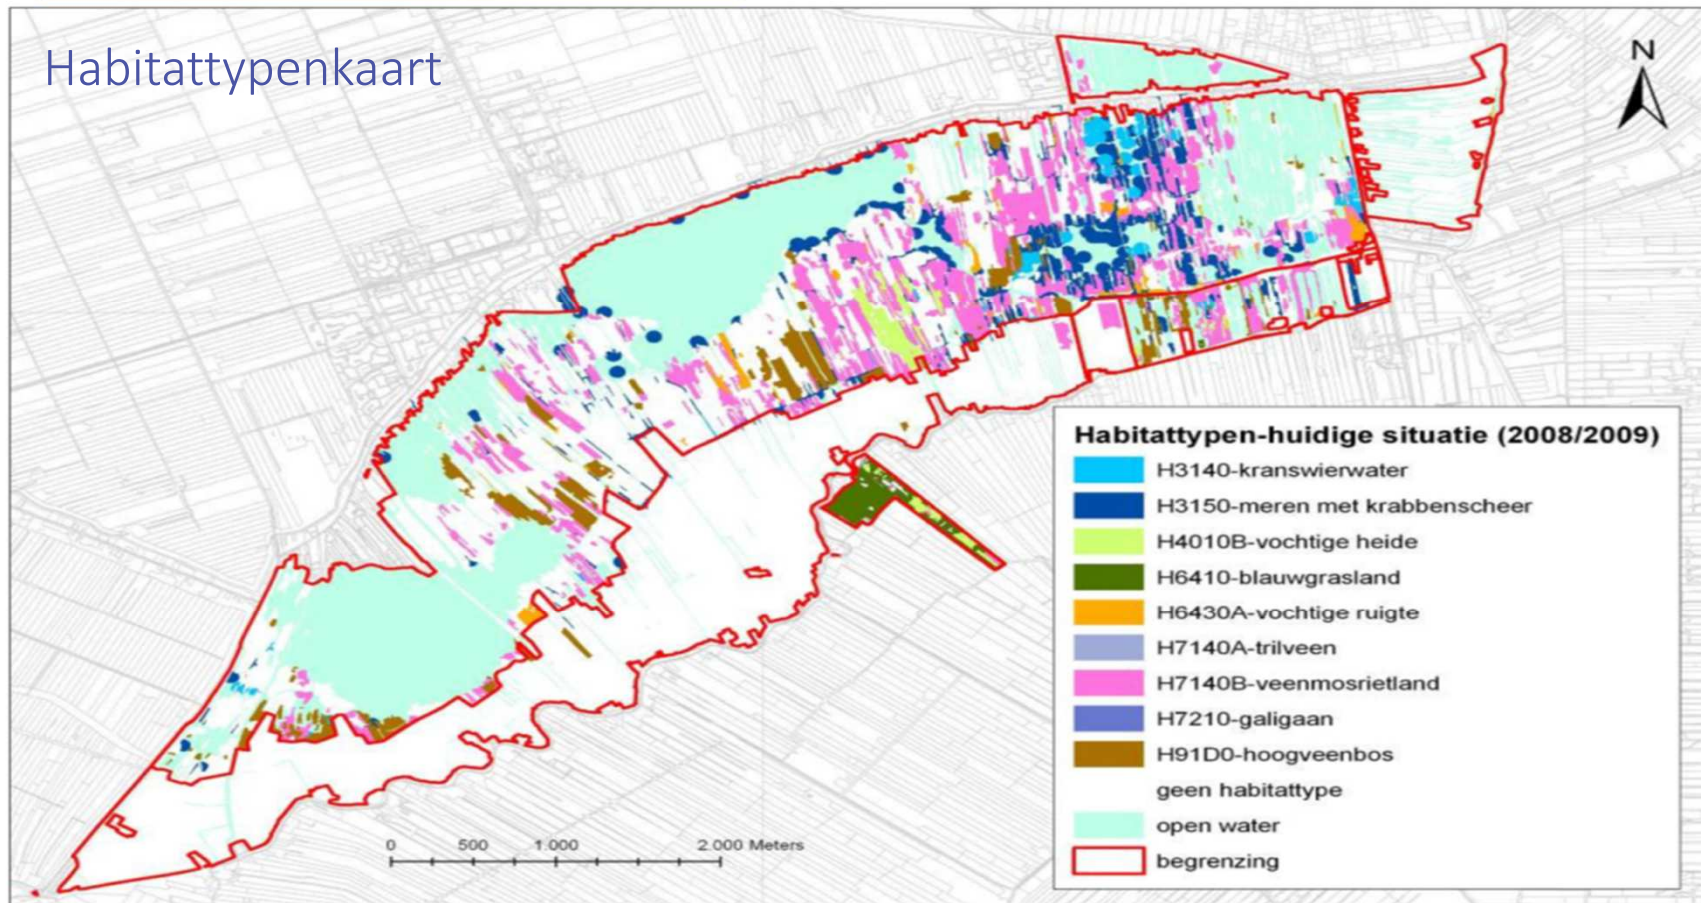 Habitattypenkaart
N
Habitattypen-huidige situatie (2008/2009)
H3140-kranswierwater
H3150-meren met krabbenscheer
H4010B-vochtige heide
H6410-blauwgrasland
H6430A-vochtige ruigte
H7140A-trilveen
H7140B-veenmosrietland
H7210-galigaan
H91D0-hoogveenbos
geen habitattype
open water
begrenzing
0 500 1.000 2.000 Meters